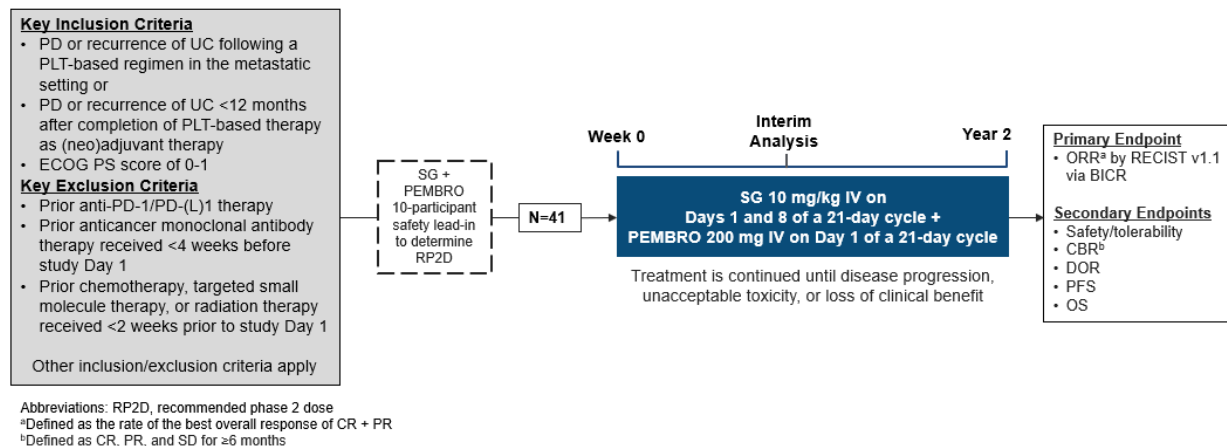 Key Inclusion Criteria
• PD or recurrence of UC following a
PLT-based regimen in the metastatic
setting or
• PD or recurrence of UC <12 months
after completion of PLT-based therapy
as (neo)adjuvant therapy
• ECOG PS score of 0-1
Key Exclusion Criteria
• Prior anti-PD-1/PD-(L)1 therapy
• Prior anticancer monoclonal antibody
therapy received <4 weeks before
study Day 1
• Prior chemotherapy, targeted small
molecule therapy, or radiation therapy
received <2 weeks prior to study Day 1
Other inclusion/exclusion criteria apply
SG +
PEMBRO
10-participant
safety lead-in
to determine
RP2D
N=41
Week 0
Interim
Analysis
Year 2
SG 10 mg/kg IV on
Days 1 and 8 of a 21-day cycle +
PEMBRO 200 mg IV on Day 1 of a 21-day cycle
Treatment is continued until disease progression,
unacceptable toxicity, or loss of clinical benefit
Primary Endpoint
• ORRᵃ by RECIST v1.1
via BICR
Secondary Endpoints
• Safety/tolerability
• CBRᵇ
• DOR
• PFS
• OS
Abbreviations: RP2D, recommended phase 2 dose
ᵃDefined as the rate of the best overall response of CR + PR
ᵇDefined as CR, PR, and SD for ≥6 months